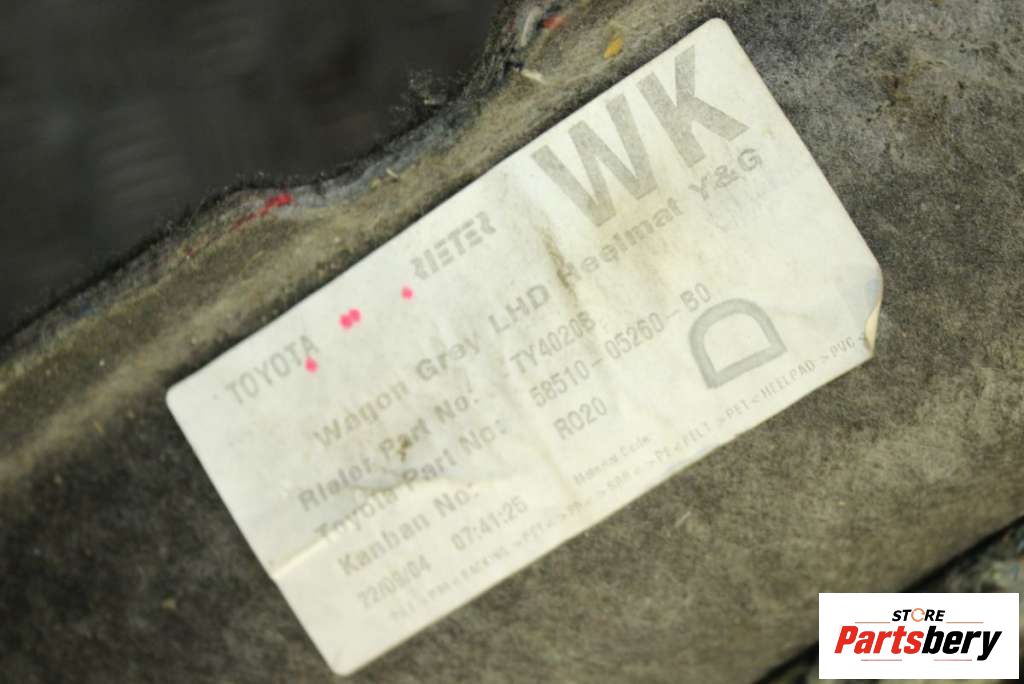 TOYOTA RIETER WK
Wagon Grey LHD Heelmat Y&G
Rieter Part No: TY40206
Toyota Part No: 58510-05260-B0
Kanban No: R020
D
22/09/04 07:41:25
STORE
Partsbery